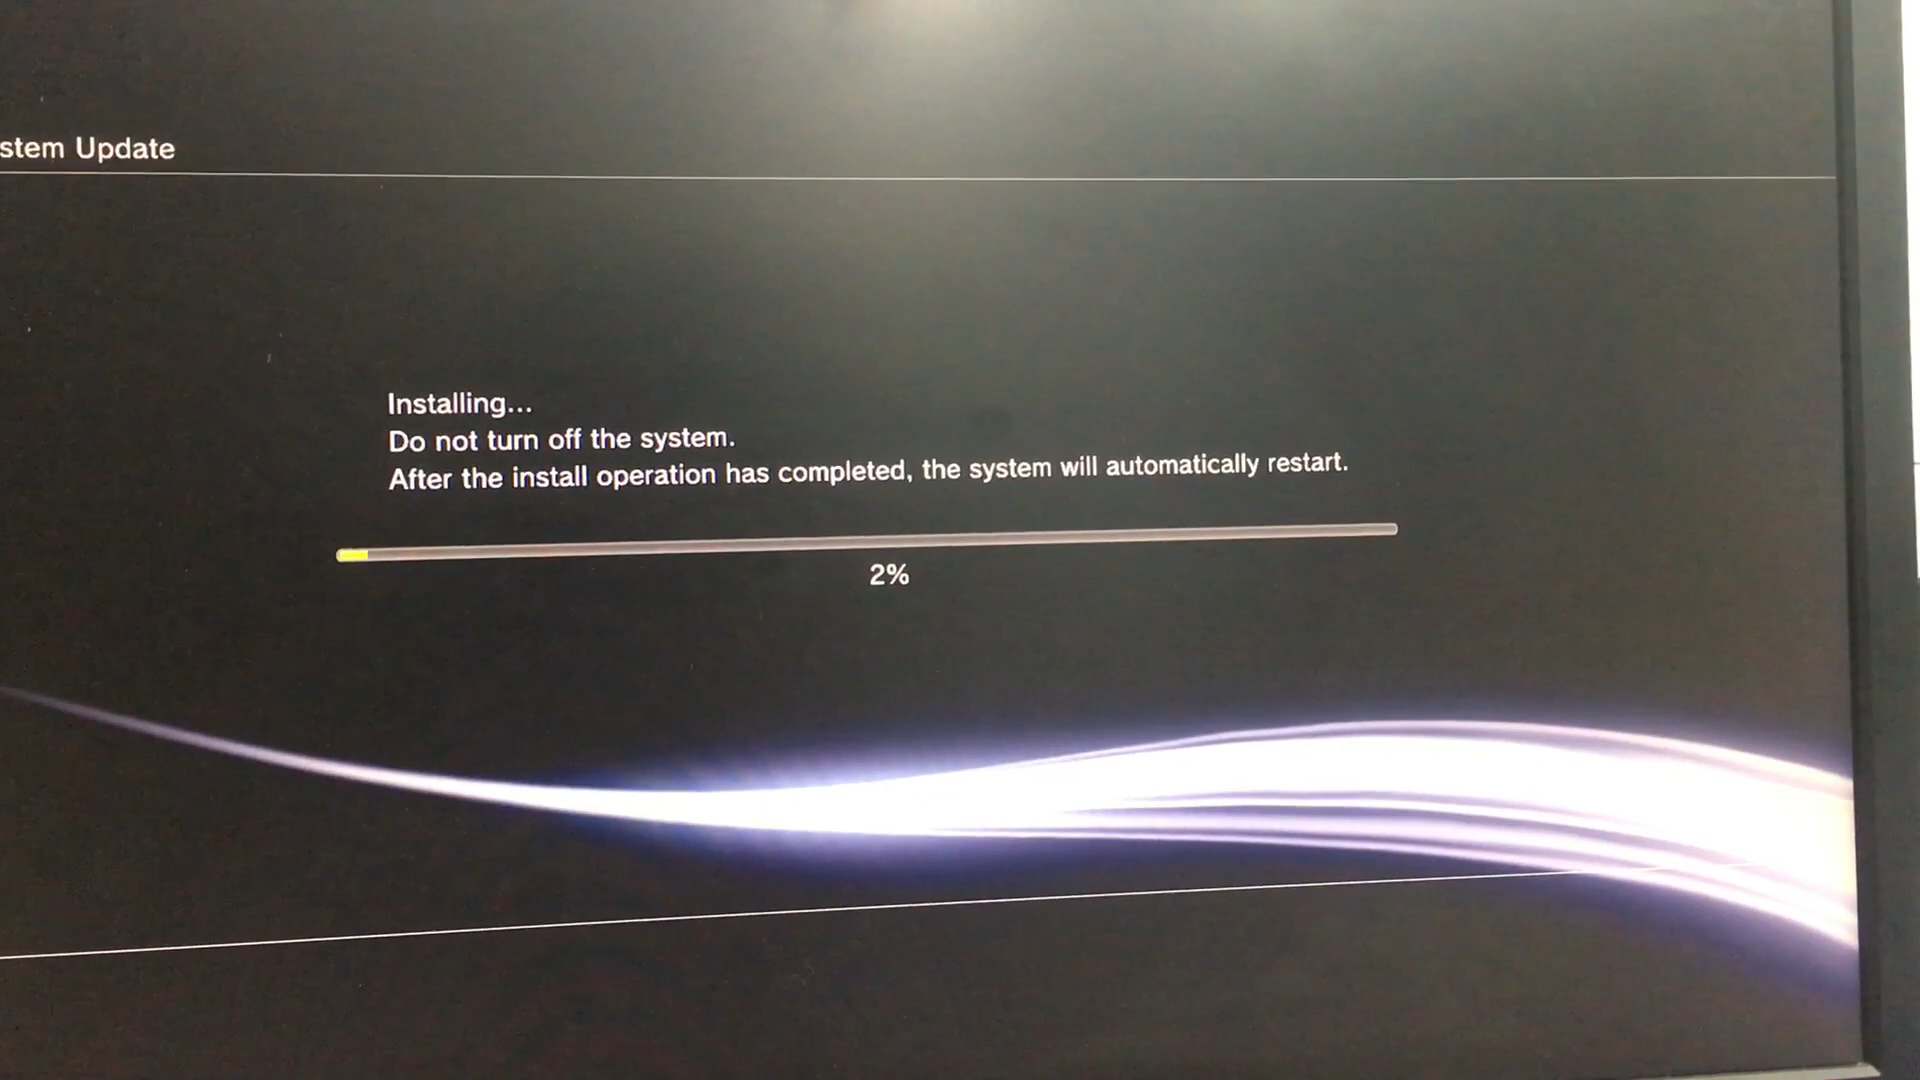 stem Update
Installing...
Do not turn off the system.
After the install operation has completed, the system will automatically restart.
2%